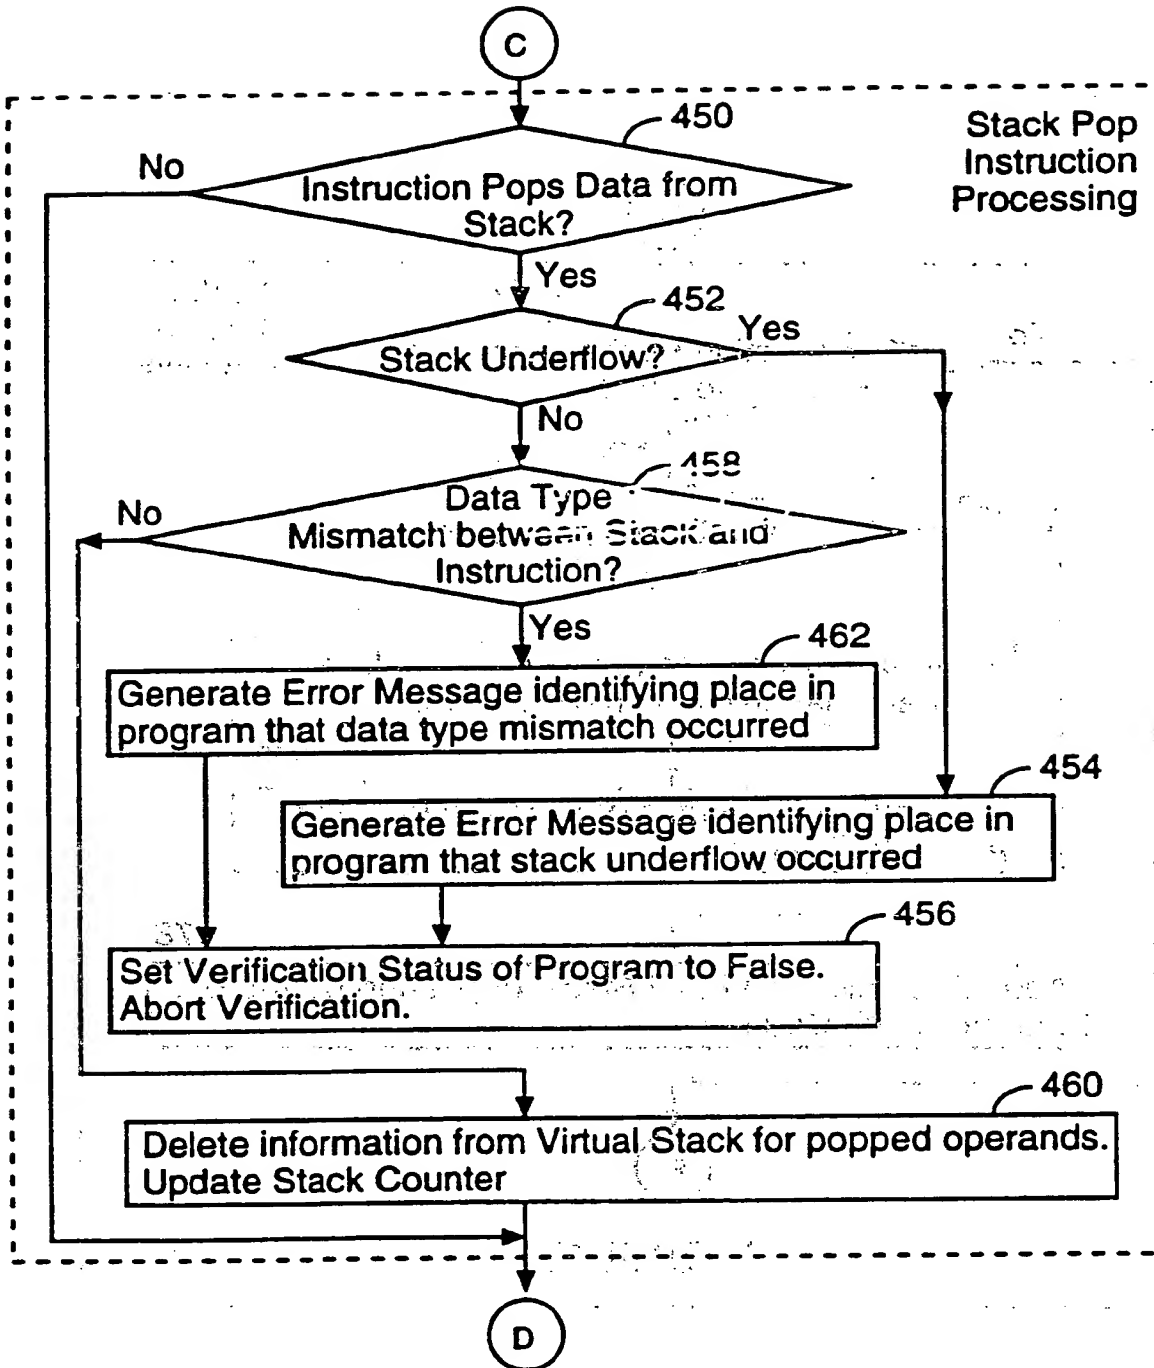 C
450
Stack Pop
Instruction
Processing
No
Instruction Pops Data from
Stack?
Yes
452
Yes
Stack Underflow?
No
458
No
Data Type
Mismatch between Stack and
Instruction?
Yes
462
Generate Error Message identifying place in
program that data type mismatch occurred
454
Generate Error Message identifying place in
program that stack underflow occurred
456
Set Verification Status of Program to False.
Abort Verification.
460
Delete information from Virtual Stack for popped operands.
Update Stack Counter
D